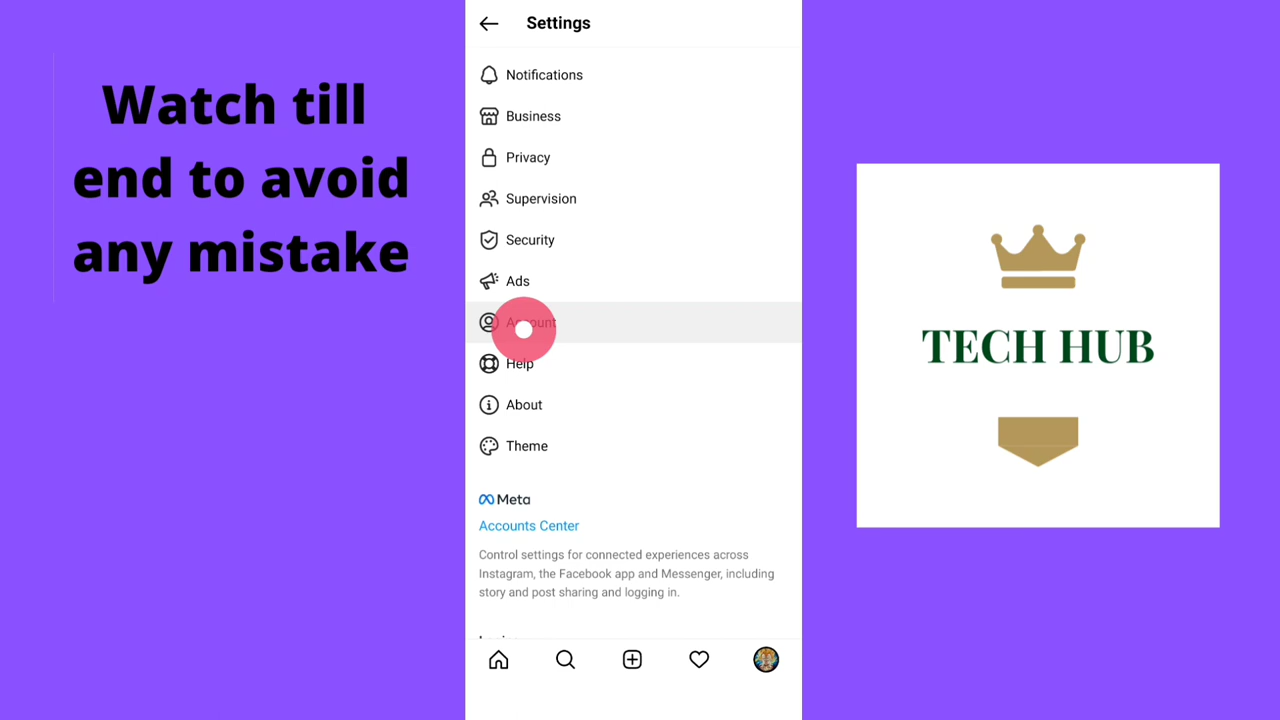 Watch till
end to avoid
any mistake
Settings
Notifications
Business
Privacy
Supervision
Security
Ads
Account
Help
About
Theme
Meta
Accounts Center
Control settings for connected experiences across
Instagram, the Facebook app and Messenger, including
story and post sharing and logging in.
TECH HUB